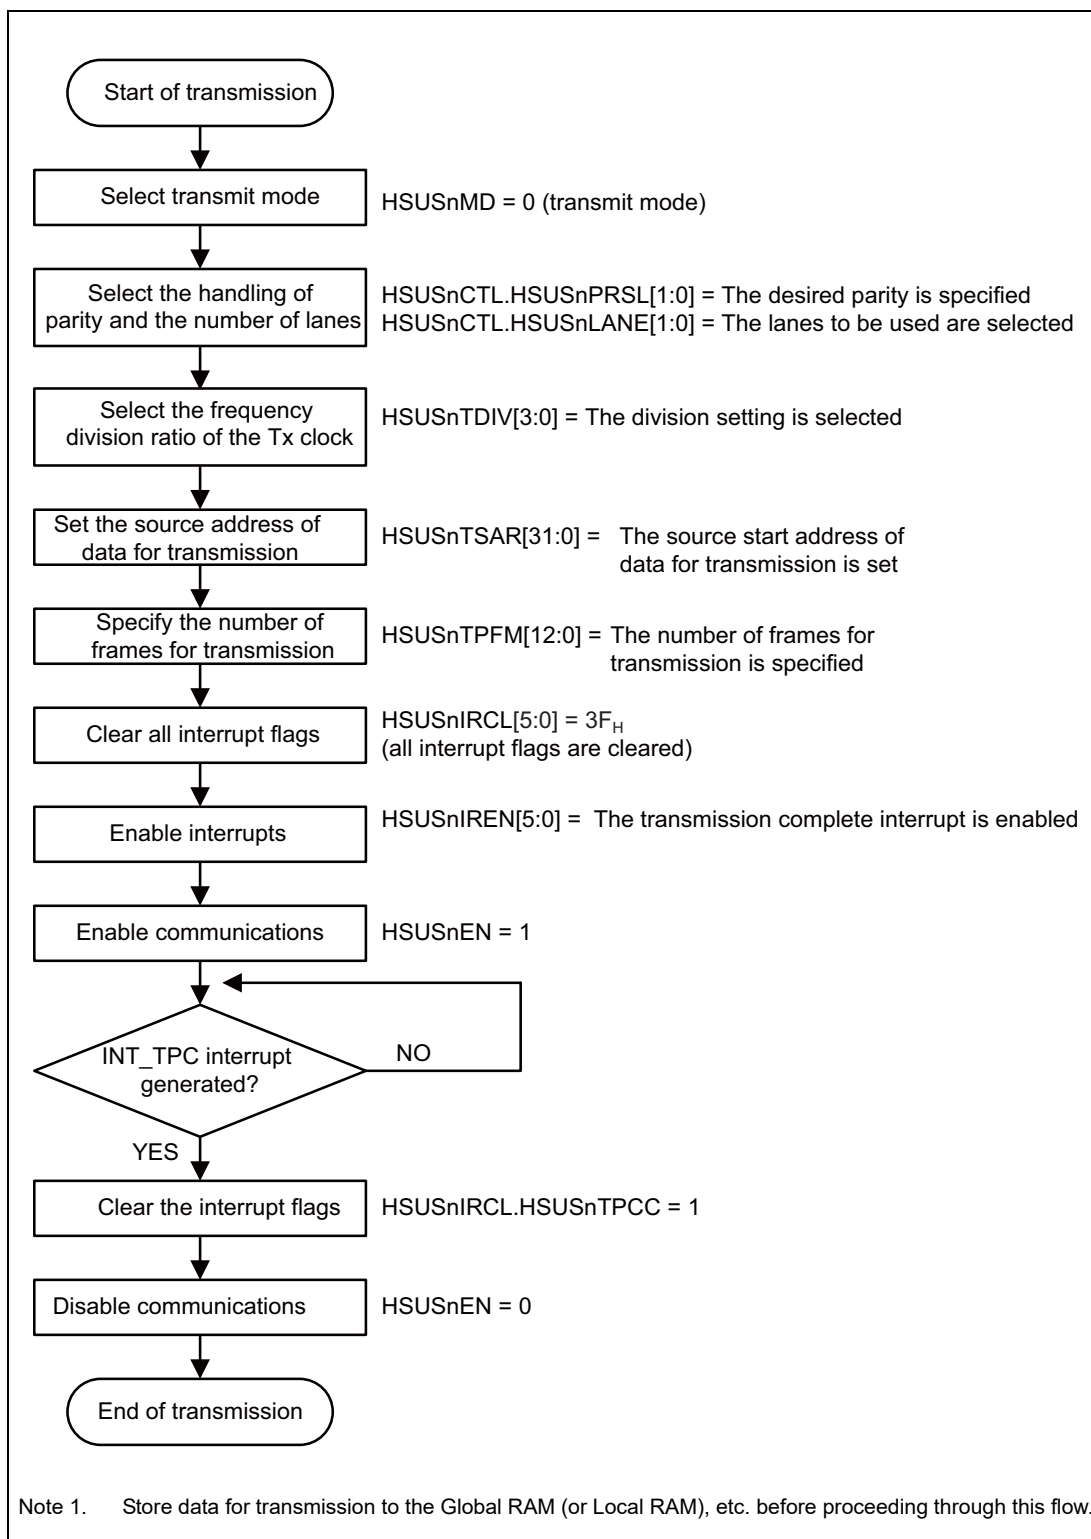 Start of transmission
Select transmit mode
HSUSnMD = 0 (transmit mode)
Select the handling of
parity and the number of lanes
HSUSnCTL.HSUSnPRSL[1:0] = The desired parity is specified
HSUSnCTL.HSUSnLANE[1:0] = The lanes to be used are selected
Select the frequency
division ratio of the Tx clock
HSUSnTDIV[3:0] = The division setting is selected
Set the source address of
data for transmission
HSUSnTSAR[31:0] = The source start address of
data for transmission is set
Specify the number of
frames for transmission
HSUSnTPFM[12:0] = The number of frames for
transmission is specified
Clear all interrupt flags
HSUSnIRCL[5:0] = 3FH
(all interrupt flags are cleared)
Enable interrupts
HSUSnIREN[5:0] = The transmission complete interrupt is enabled
Enable communications
HSUSnEN = 1
INT_TPC interrupt
generated?
NO
YES
Clear the interrupt flags
HSUSnIRCL.HSUSnTPCC = 1
Disable communications
HSUSnEN = 0
End of transmission
Note 1. Store data for transmission to the Global RAM (or Local RAM), etc. before proceeding through this flow.